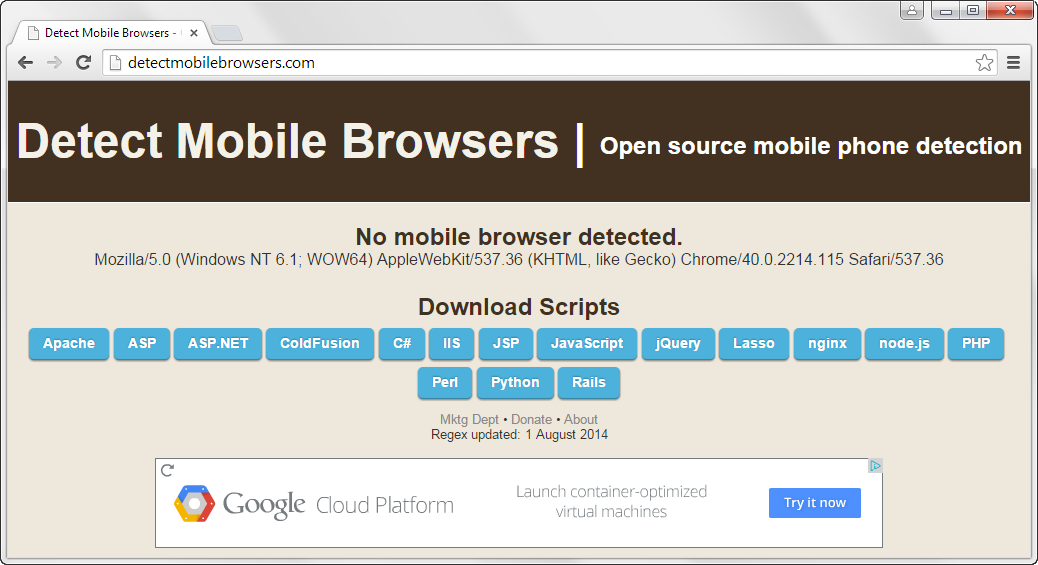 Detect Mobile Browsers -
detectmobilebrowsers.com
Detect Mobile Browsers | Open source mobile phone detection
No mobile browser detected.
Mozilla/5.0 (Windows NT 6.1; WOW64) AppleWebKit/537.36 (KHTML, like Gecko) Chrome/40.0.2214.115 Safari/537.36
Download Scripts
Apache ASP ASP.NET ColdFusion C# IIS JSP JavaScript jQuery Lasso nginx node.js PHP
Perl Python Rails
Mktg Dept • Donate • About
Regex updated: 1 August 2014
Google Cloud Platform
Launch container-optimized
virtual machines
Try it now